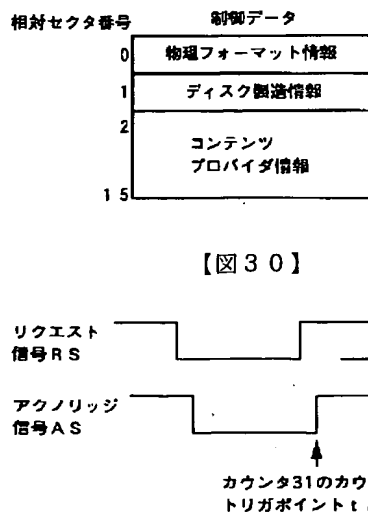 相対セクタ番号
制御データ
0 物理フォーマット情報
1 ディスク製造情報
2
コンテンツ
プロバイダ情報
15
【図30】
リクエスト
信号RS
アクノリッジ
信号AS
カウンタ31のカウ
トリガポイントt